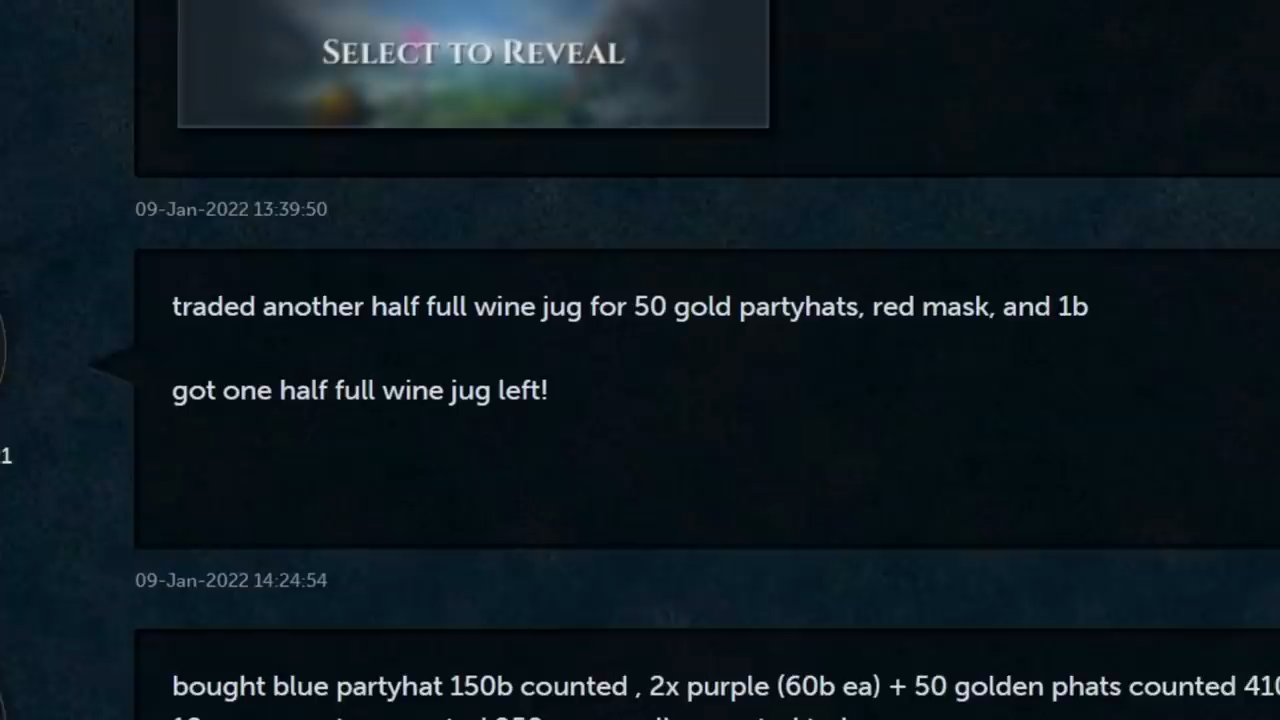 SELECT TO REVEAL
09-Jan-2022 13:39:50
traded another half full wine jug for 50 gold partyhats, red mask, and 1b
got one half full wine jug left!
1
09-Jan-2022 14:24:54
bought blue partyhat 150b counted , 2x purple (60b ea) + 50 golden phats counted 410